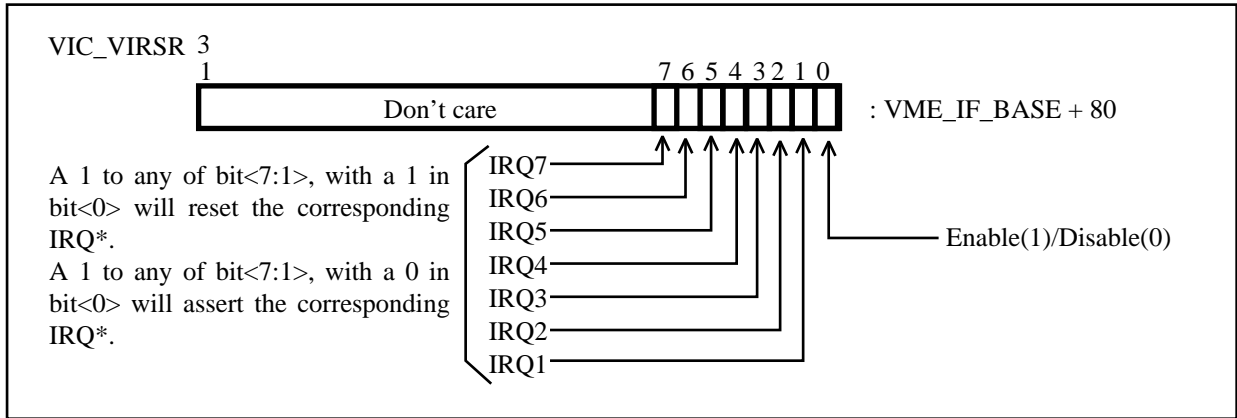 VIC_VIRSR 3
1
7 6 5 4 3 2 1 0
Don't care
: VME_IF_BASE + 80
A 1 to any of bit<7:1>, with a 1 in
bit<0> will reset the corresponding
IRQ*.
A 1 to any of bit<7:1>, with a 0 in
bit<0> will assert the corresponding
IRQ*.
IRQ7
IRQ6
IRQ5
IRQ4
IRQ3
IRQ2
IRQ1
Enable(1)/Disable(0)